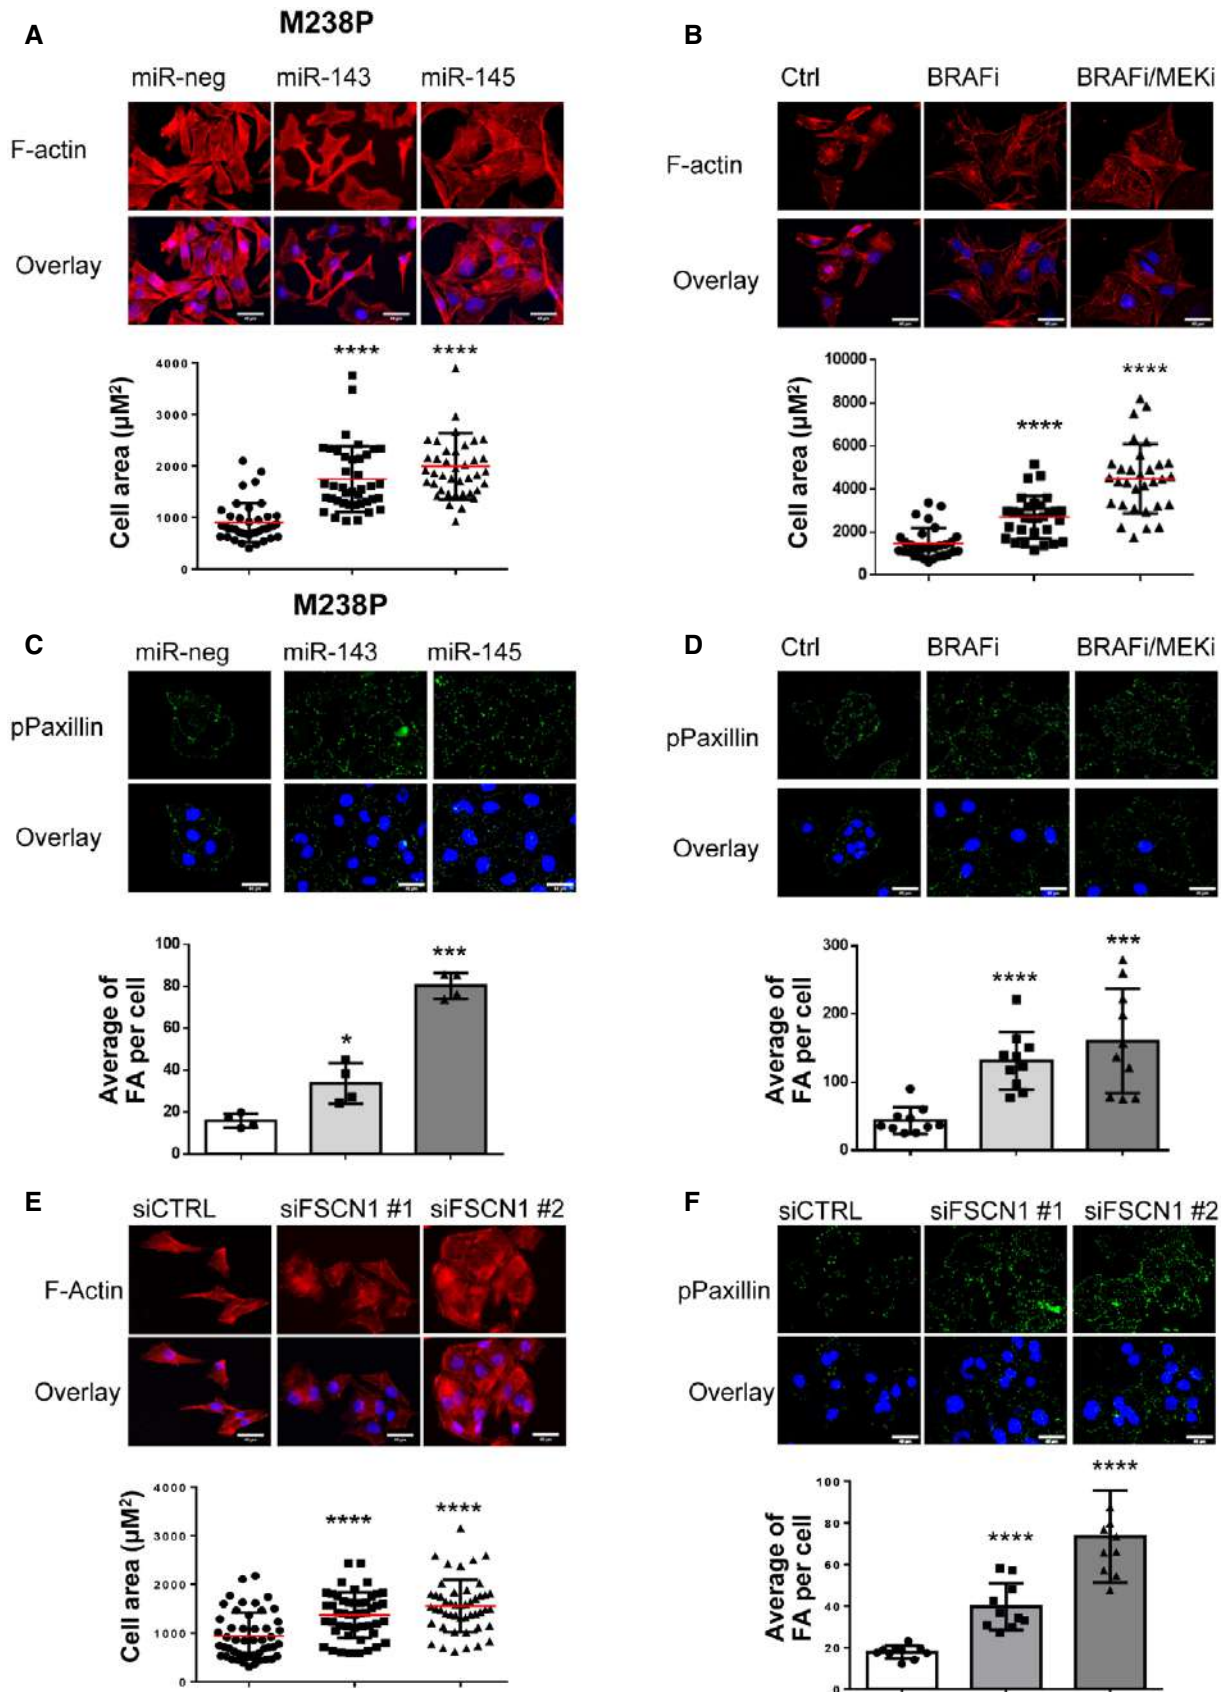 M238P
A
miR-neg miR-143 miR-145
F-actin
Overlay
**** ****
Cell area (µM²)
4000
3000
2000
1000
0
B
Ctrl BRAFi BRAFi/MEKi
F-actin
Overlay
**** ****
Cell area (µM²)
10000
8000
6000
4000
2000
0
M238P
C
miR-neg miR-143 miR-145
pPaxillin
Overlay
* ***
Average of
FA per cell
100
80
60
40
20
0
D
Ctrl BRAFi BRAFi/MEKi
pPaxillin
Overlay
**** ***
Average of
FA per cell
300
200
100
0
E
siCTRL siFSCN1 #1 siFSCN1 #2
F-Actin
Overlay
**** ****
Cell area (µM²)
4000
3000
2000
1000
0
F
siCTRL siFSCN1 #1 siFSCN1 #2
pPaxillin
Overlay
**** ****
Average of
FA per cell
100
80
60
40
20
0